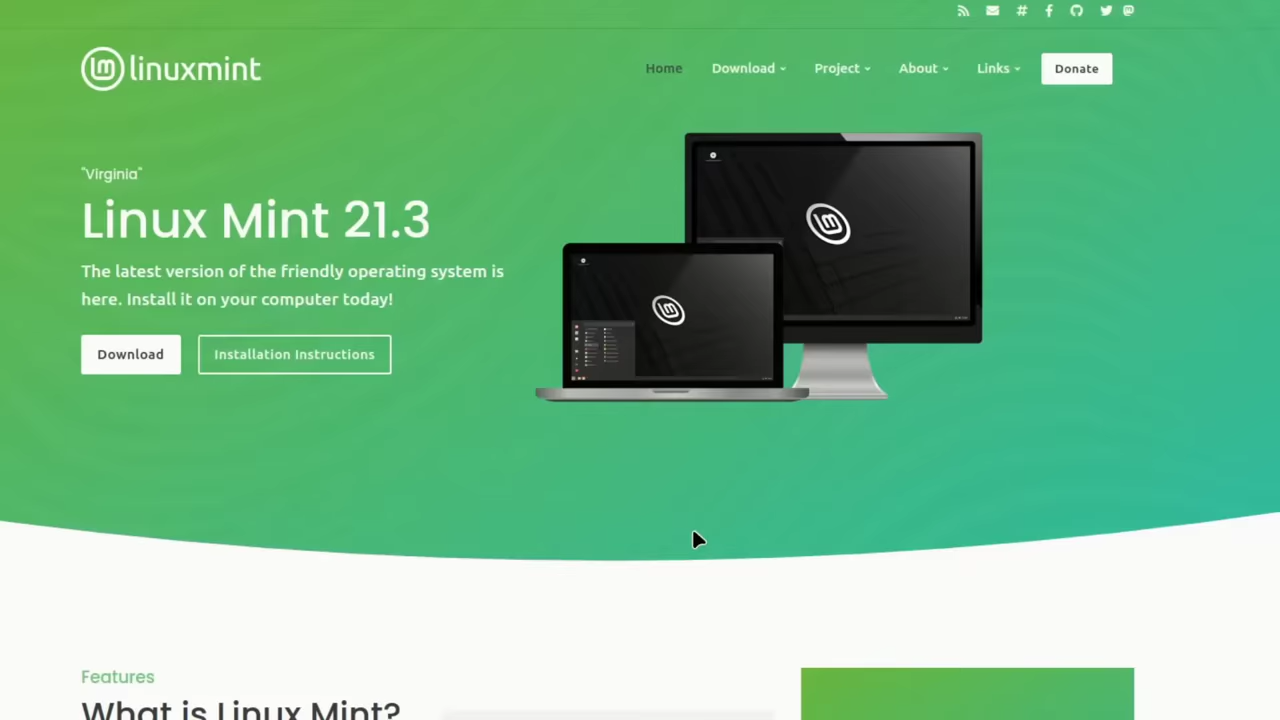 linuxmint
Home Download Project About Links Donate
"Virginia"
Linux Mint 21.3
The latest version of the friendly operating system is
here. Install it on your computer today!
Download Installation Instructions
Features
What is Linux Mint?